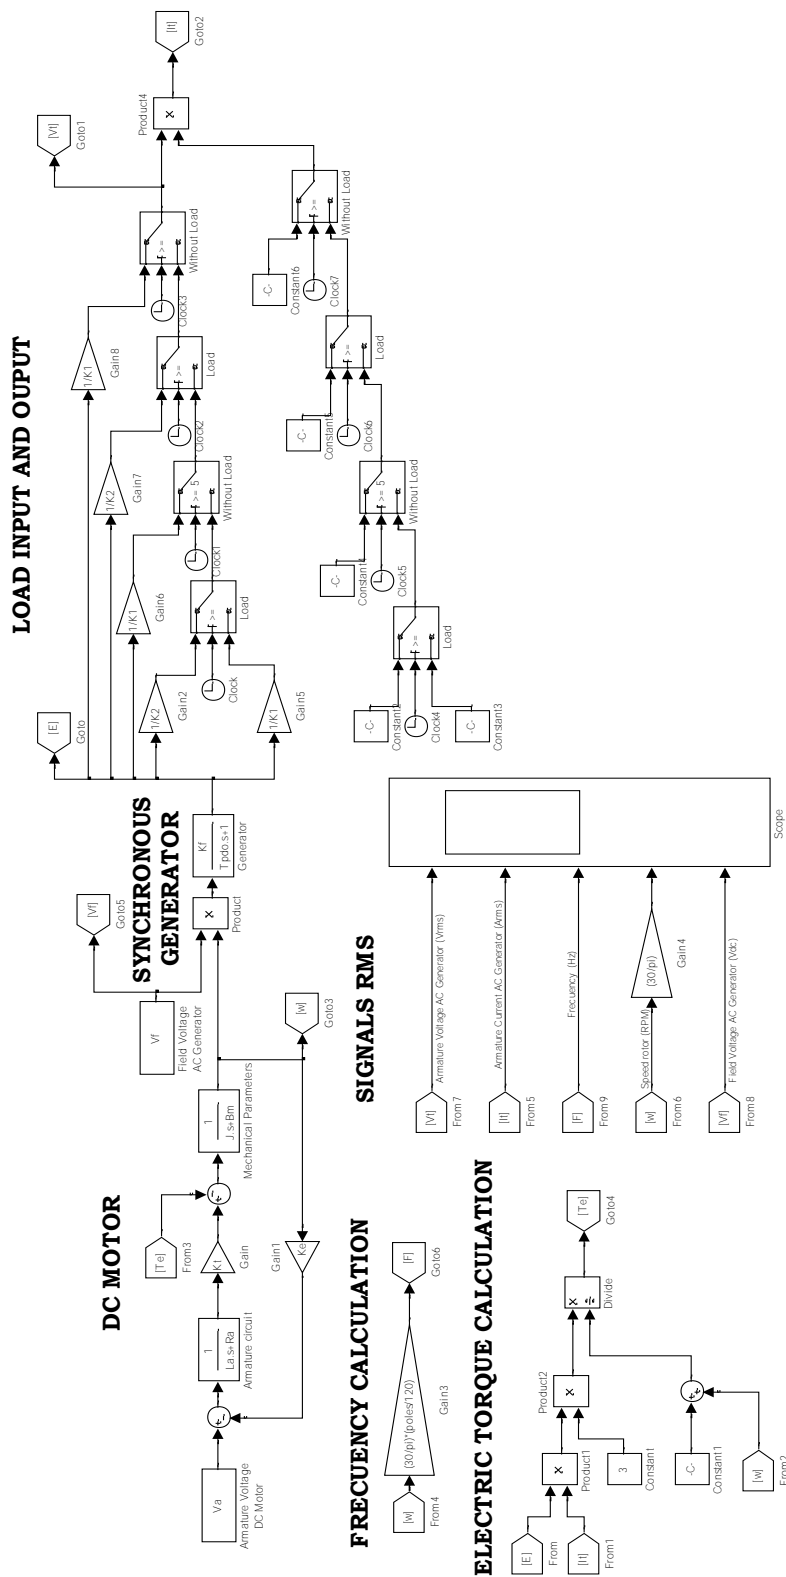 DC MOTOR
Va
Armature Voltage
DC Motor
1
La.s+Ra
Armature circuit
Kt
Gain
[Te]
From3
1
J.s+Bm
Mechanical Parameters
Ke
Gain1
[w]
Goto3
SYNCHRONOUS
GENERATOR
Vf
Field Voltage
AC Generator
[Vf]
Goto5
Product
Kf
Tpdo.s+1
Generator
LOAD INPUT AND OUPUT
[E]
Goto
1/K2
Gain2
1/K1
Gain5
Clock
>=
Load
1/K1
Gain6
Clock1
>= 5
Without Load
1/K2
Gain7
Clock2
>=
Load
1/K1
Gain8
Clock3
>=
Without Load
[Vt]
Goto1
Product4
[It]
Goto2
-C-
Constant2
Clock4
-C-
Constant3
>=
Load
-C-
Constant4
Clock5
>= 5
Without Load
-C-
Constant5
Clock6
>=
Load
-C-
Constant6
Clock7
>=
Without Load
FRECUENCY CALCULATION
[w]
From4
(30/pi)*(poles/120)
Gain3
[F]
Goto6
SIGNALS RMS
[Vt]
From7
Armature Voltage AC Generator (Vrms)
[It]
From5
Armature Current AC Generator (Arms)
[F]
From9
Frecuency (Hz)
[w]
From6
Speed rotor (RPM)
(30/pi)
Gain4
[Vf]
From8
Field Voltage AC Generator (Vdc)
Scope
ELECTRIC TORQUE CALCULATION
[E]
From
[It]
From1
Product1
3
Constant
Product2
-C-
Constant1
[w]
From2
Divide
[Te]
Goto4